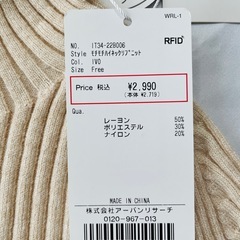 WRL-1
RFID
NO. IT34-22B006
モチモチハイネックリブニット
Col. IVO
Size Free
Price 税込 ¥2,990
(本体 ¥2,719)
Qua.
レーヨン 50%
ポリエステル 30%
ナイロン 20%
MADE IN CHINA
株式会社アーバンリサーチ
0120-967-013